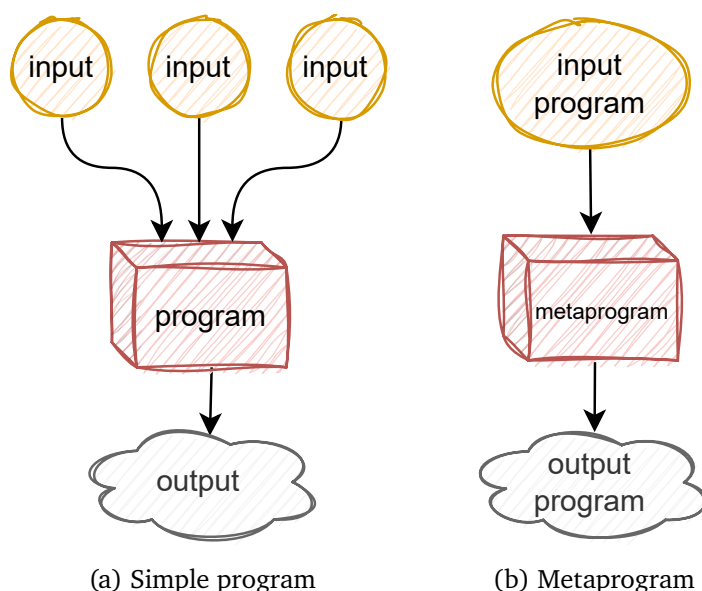 input
input
input
program
output
(a) Simple program
input
program
metaprogram
output
program
(b) Metaprogram